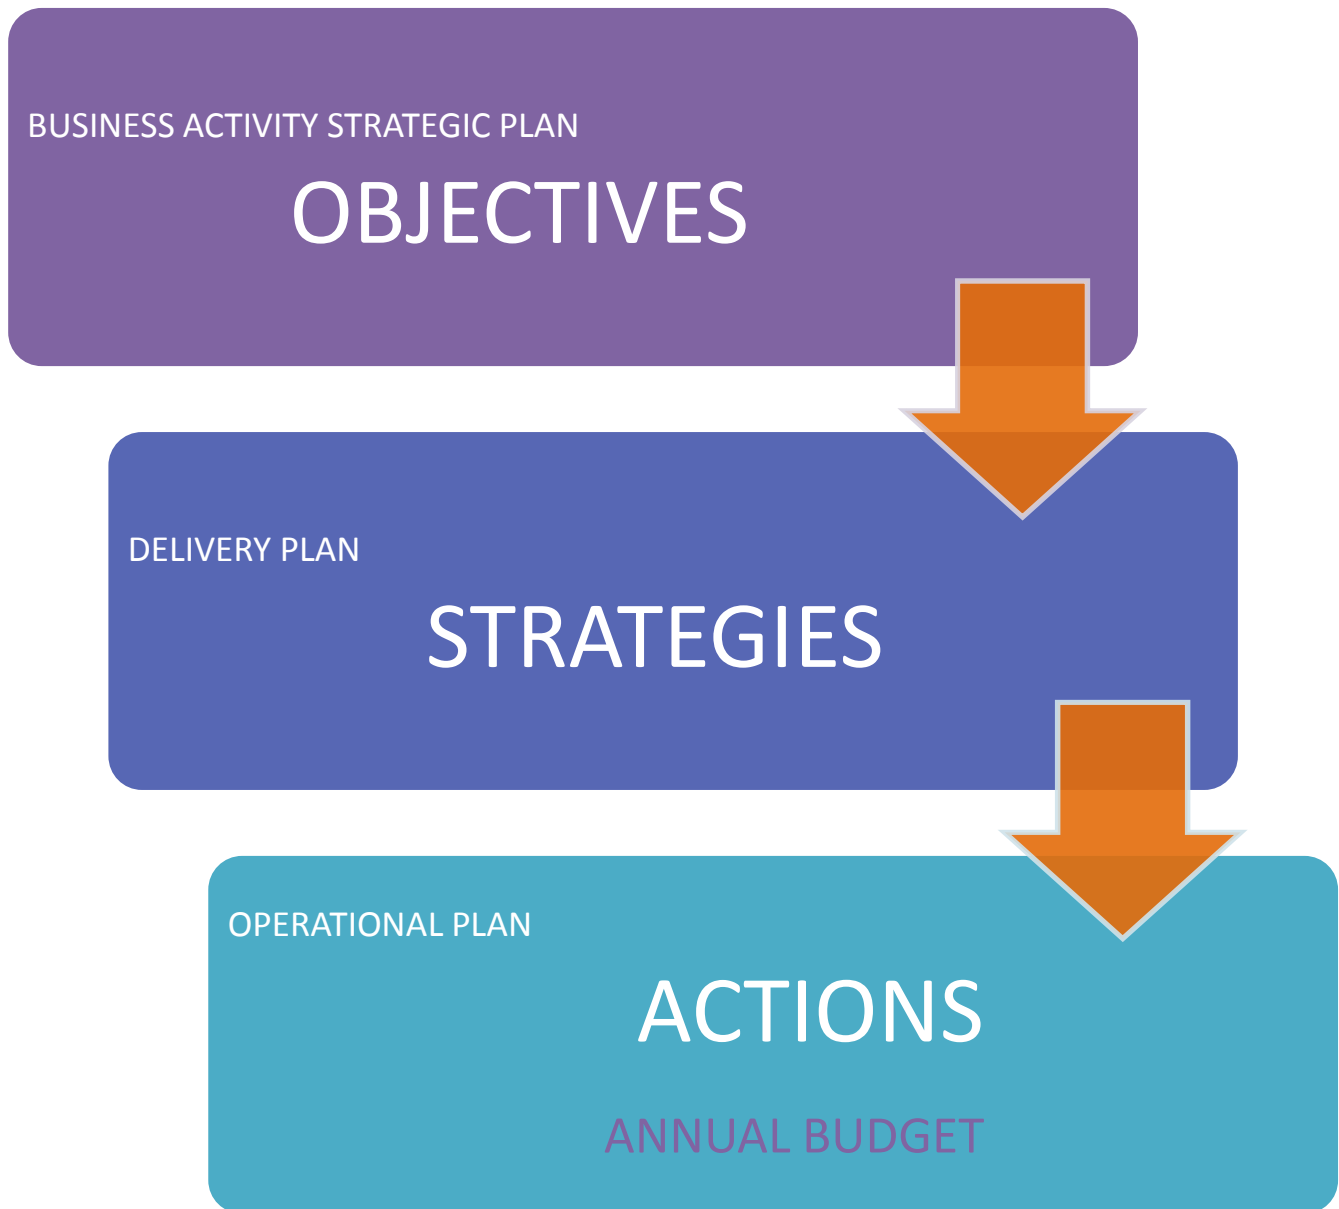 BUSINESS ACTIVITY STRATEGIC PLAN
OBJECTIVES
DELIVERY PLAN
STRATEGIES
OPERATIONAL PLAN
ACTIONS
ANNUAL BUDGET